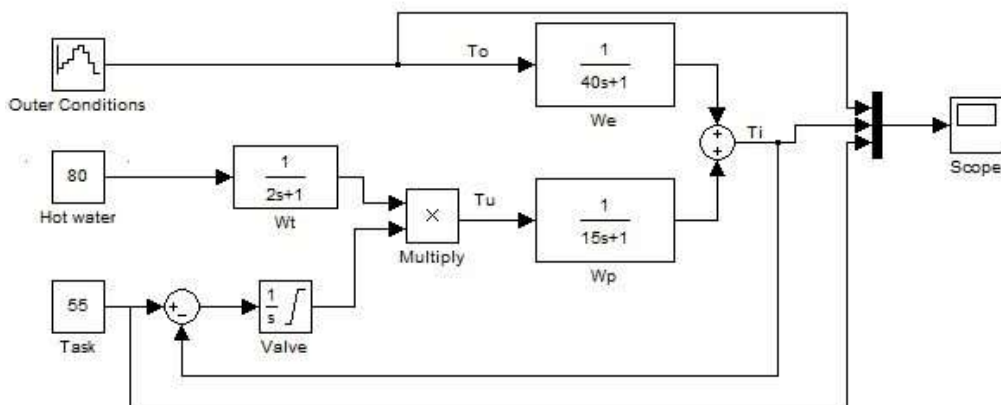 To
1
40s+1
We
Outer Conditions
+
+
Ti
Scope
80
Hot water
1
2s+1
Wt
×
Multiply
Tu
1
15s+1
Wp
55
Task
+
−
1
s
Valve